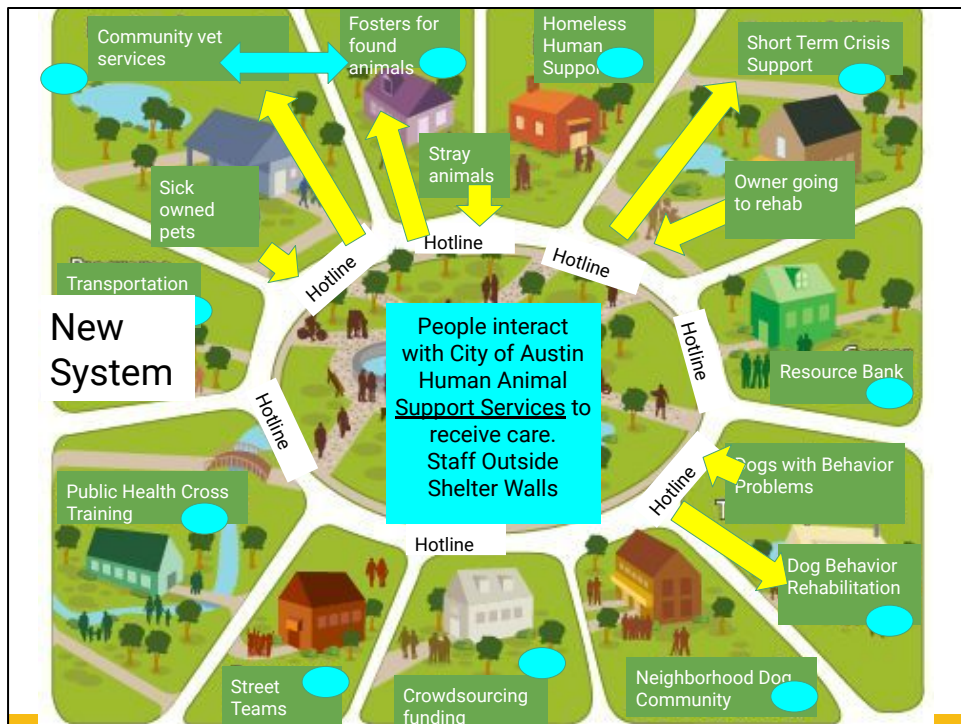 Community vet
services
Fosters for
found
animals
Homeless
Human
Support
Short Term Crisis
Support
Stray
animals
Sick
owned
pets
Owner going
to rehab
Hotline
Hotline
Hotline
Transportation
New
System
People interact
with City of Austin
Human Animal
Support Services to
receive care.
Staff Outside
Shelter Walls
Hotline
Resource Bank
Hotline
Dogs with Behavior
Problems
Hotline
Public Health Cross
Training
Hotline
Dog Behavior
Rehabilitation
Street
Teams
Crowdsourcing
funding
Neighborhood Dog
Community